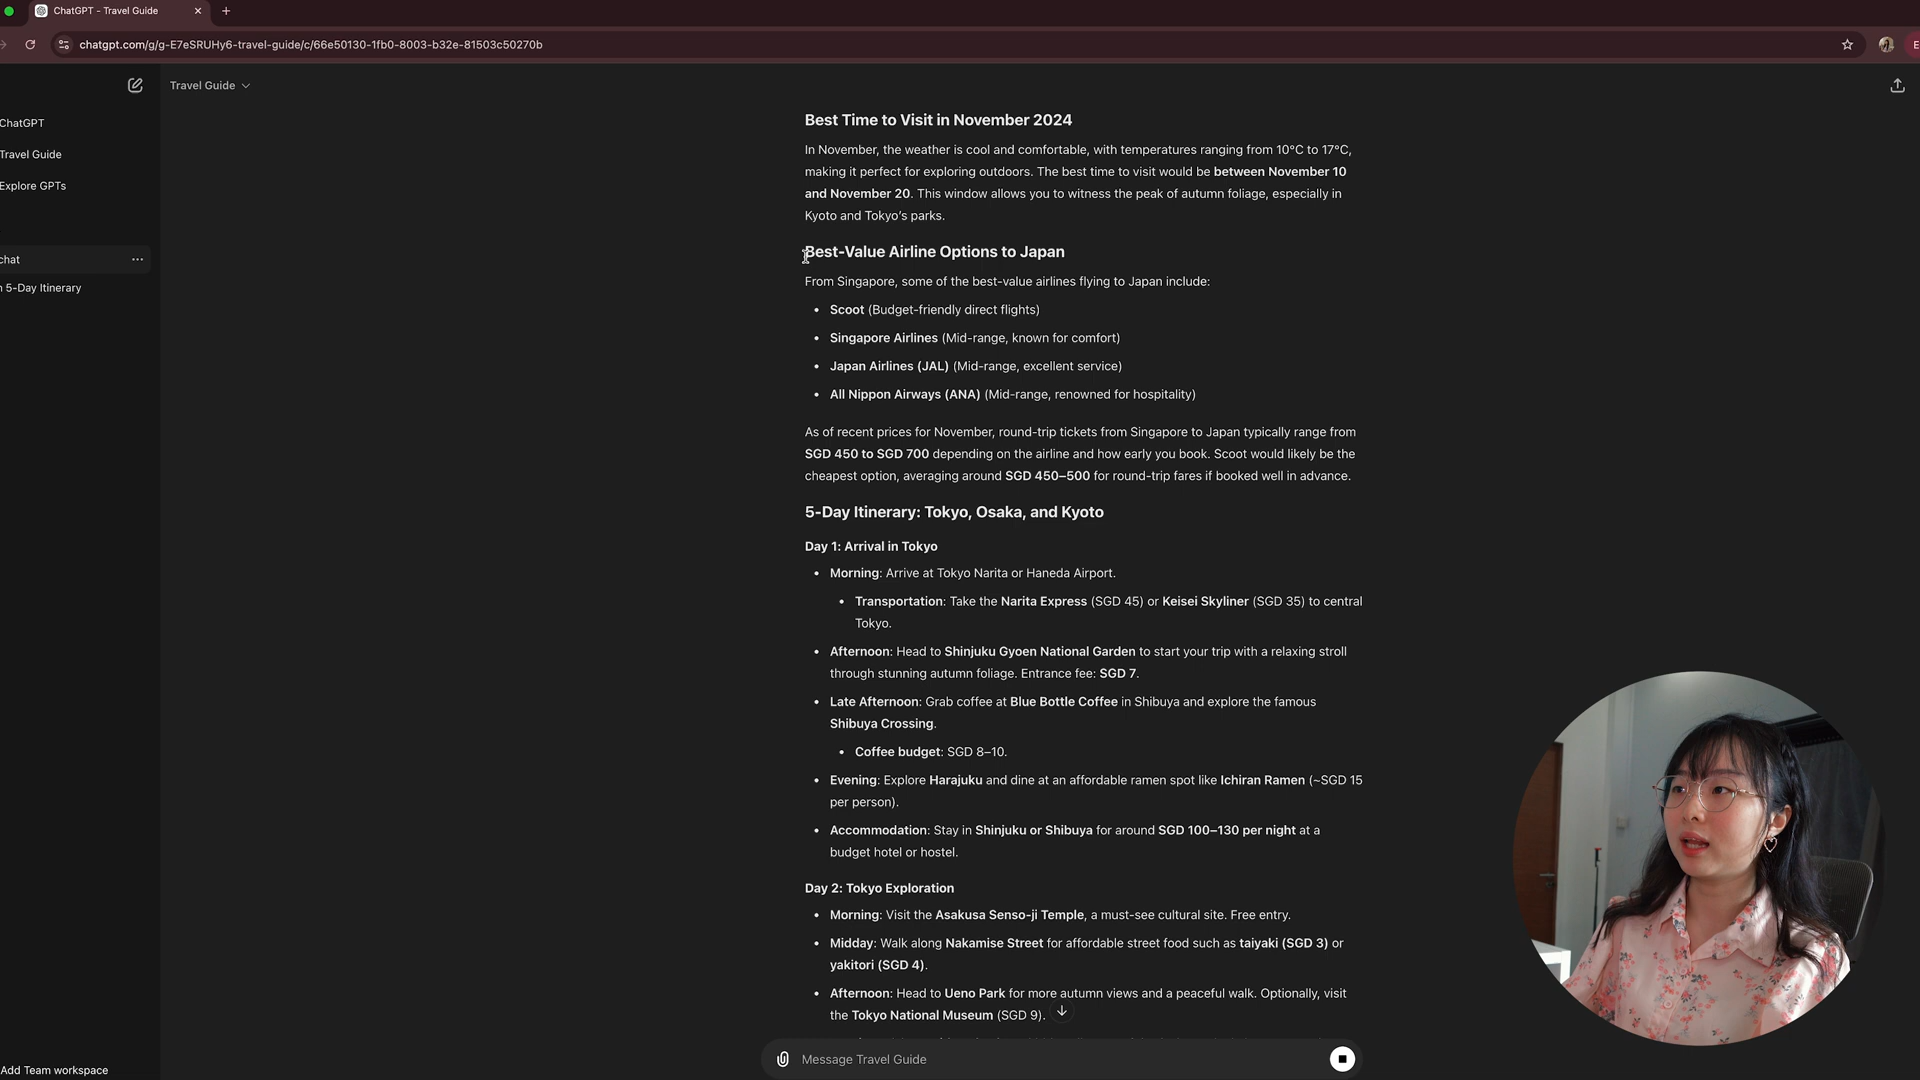 ChatGPT - Travel Guide
chatgpt.com/g/g-E7eSRUHy6-travel-guide/c/66e50130-1fb0-8003-b32e-81503c50270b
E
Travel Guide
ChatGPT
Travel Guide
Explore GPTs
chat
n 5-Day Itinerary
Add Team workspace
Best Time to Visit in November 2024
In November, the weather is cool and comfortable, with temperatures ranging from 10°C to 17°C,
making it perfect for exploring outdoors. The best time to visit would be between November 10
and November 20. This window allows you to witness the peak of autumn foliage, especially in
Kyoto and Tokyo's parks.
Best-Value Airline Options to Japan
From Singapore, some of the best-value airlines flying to Japan include:
• Scoot (Budget-friendly direct flights)
• Singapore Airlines (Mid-range, known for comfort)
• Japan Airlines (JAL) (Mid-range, excellent service)
• All Nippon Airways (ANA) (Mid-range, renowned for hospitality)
As of recent prices for November, round-trip tickets from Singapore to Japan typically range from
SGD 450 to SGD 700 depending on the airline and how early you book. Scoot would likely be the
cheapest option, averaging around SGD 450–500 for round-trip fares if booked well in advance.
5-Day Itinerary: Tokyo, Osaka, and Kyoto
Day 1: Arrival in Tokyo
• Morning: Arrive at Tokyo Narita or Haneda Airport.
• Transportation: Take the Narita Express (SGD 45) or Keisei Skyliner (SGD 35) to central
Tokyo.
• Afternoon: Head to Shinjuku Gyoen National Garden to start your trip with a relaxing stroll
through stunning autumn foliage. Entrance fee: SGD 7.
• Late Afternoon: Grab coffee at Blue Bottle Coffee in Shibuya and explore the famous
Shibuya Crossing.
• Coffee budget: SGD 8–10.
• Evening: Explore Harajuku and dine at an affordable ramen spot like Ichiran Ramen (~SGD 15
per person).
• Accommodation: Stay in Shinjuku or Shibuya for around SGD 100–130 per night at a
budget hotel or hostel.
Day 2: Tokyo Exploration
• Morning: Visit the Asakusa Senso-ji Temple, a must-see cultural site. Free entry.
• Midday: Walk along Nakamise Street for affordable street food such as taiyaki (SGD 3) or
yakitori (SGD 4).
• Afternoon: Head to Ueno Park for more autumn views and a peaceful walk. Optionally, visit
the Tokyo National Museum (SGD 9).
Message Travel Guide